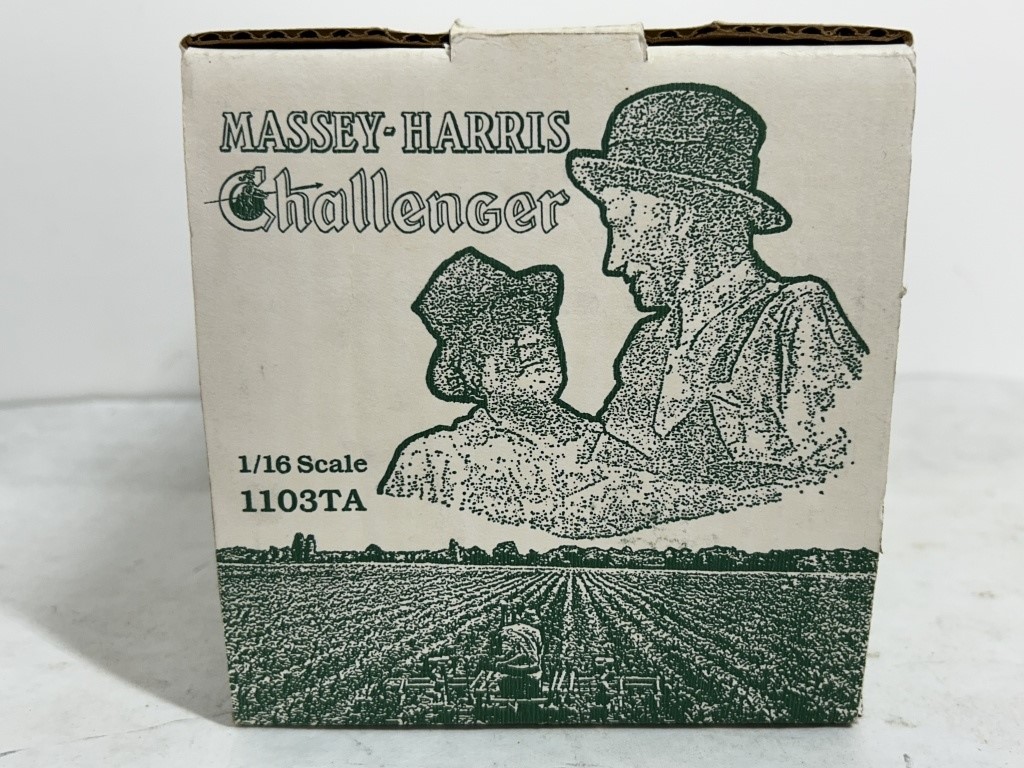 MASSEY-HARRIS
Challenger
1/16 Scale
1103TA